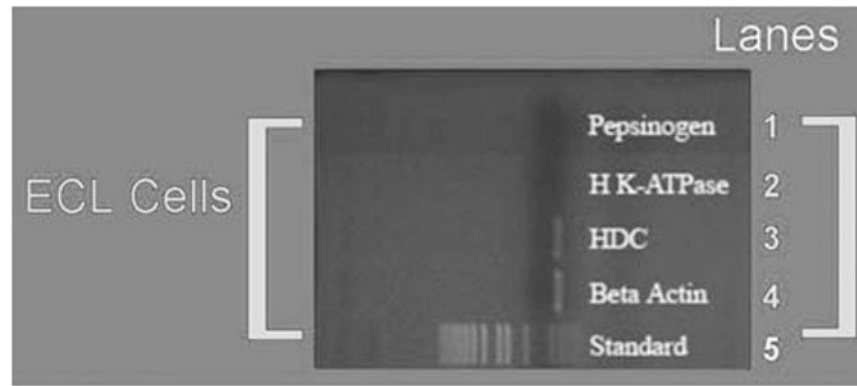 Lanes
Pepsinogen 1
H K-ATPase 2
ECL Cells
HDC 3
Beta Actin 4
Standard 5